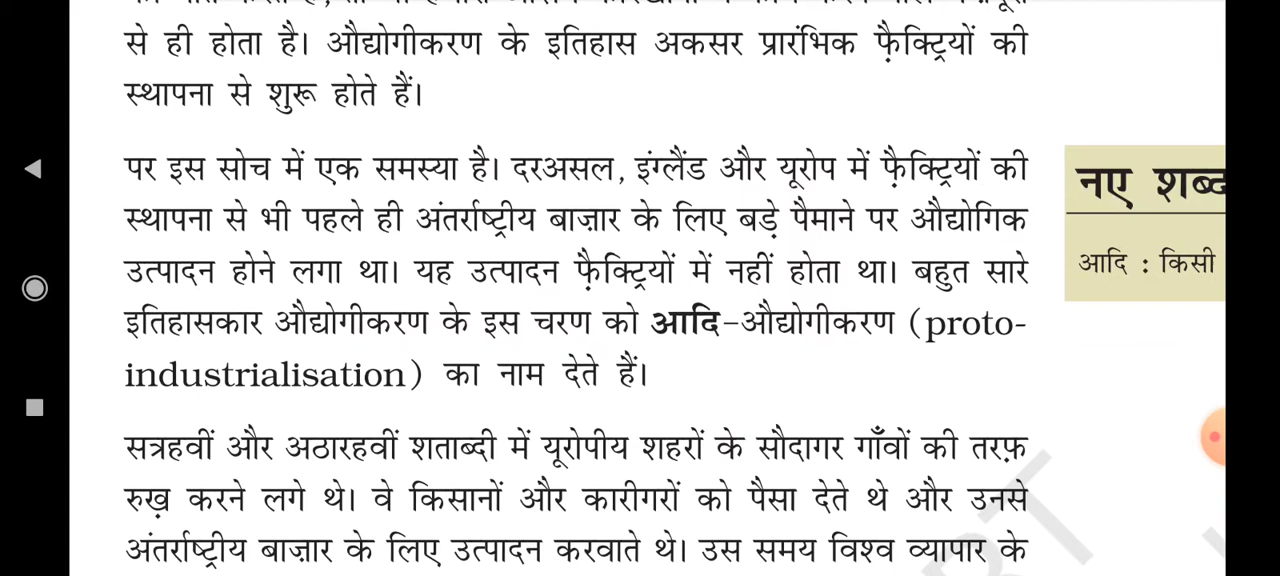 से ही होता है। औद्योगीकरण के इतिहास अकसर प्रारंभिक फ़ैक्ट्रियों की
स्थापना से शुरू होते हैं।
पर इस सोच में एक समस्या है। दरअसल, इंग्लैंड और यूरोप में फ़ैक्ट्रियों की
स्थापना से भी पहले ही अंतर्राष्ट्रीय बाज़ार के लिए बड़े पैमाने पर औद्योगिक
उत्पादन होने लगा था। यह उत्पादन फ़ैक्ट्रियों में नहीं होता था। बहुत सारे
इतिहासकार औद्योगीकरण के इस चरण को आदि-औद्योगीकरण (proto-
industrialisation) का नाम देते हैं।
सत्रहवीं और अठारहवीं शताब्दी में यूरोपीय शहरों के सौदागर गाँवों की तरफ़
रुख़ करने लगे थे। वे किसानों और कारीगरों को पैसा देते थे और उनसे
अंतर्राष्ट्रीय बाज़ार के लिए उत्पादन करवाते थे। उस समय विश्व व्यापार के
नए शब्द
आदि : किसी